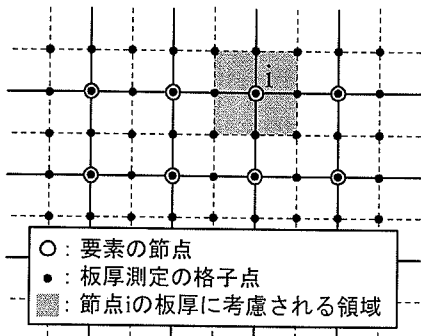 i
○：要素の節点
●：板厚測定の格子点
：節点iの板厚に考慮される領域